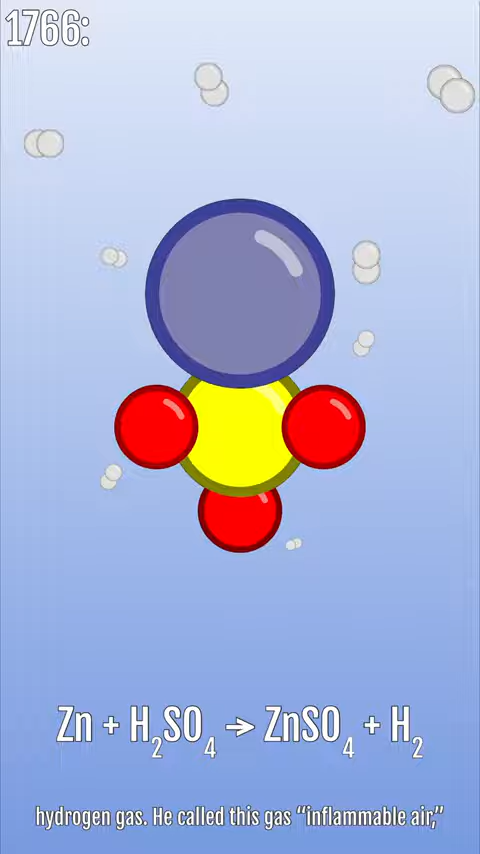 1766:
Zn + H₂SO₄ → ZnSO₄ + H₂
hydrogen gas. He called this gas “inflammable air,”